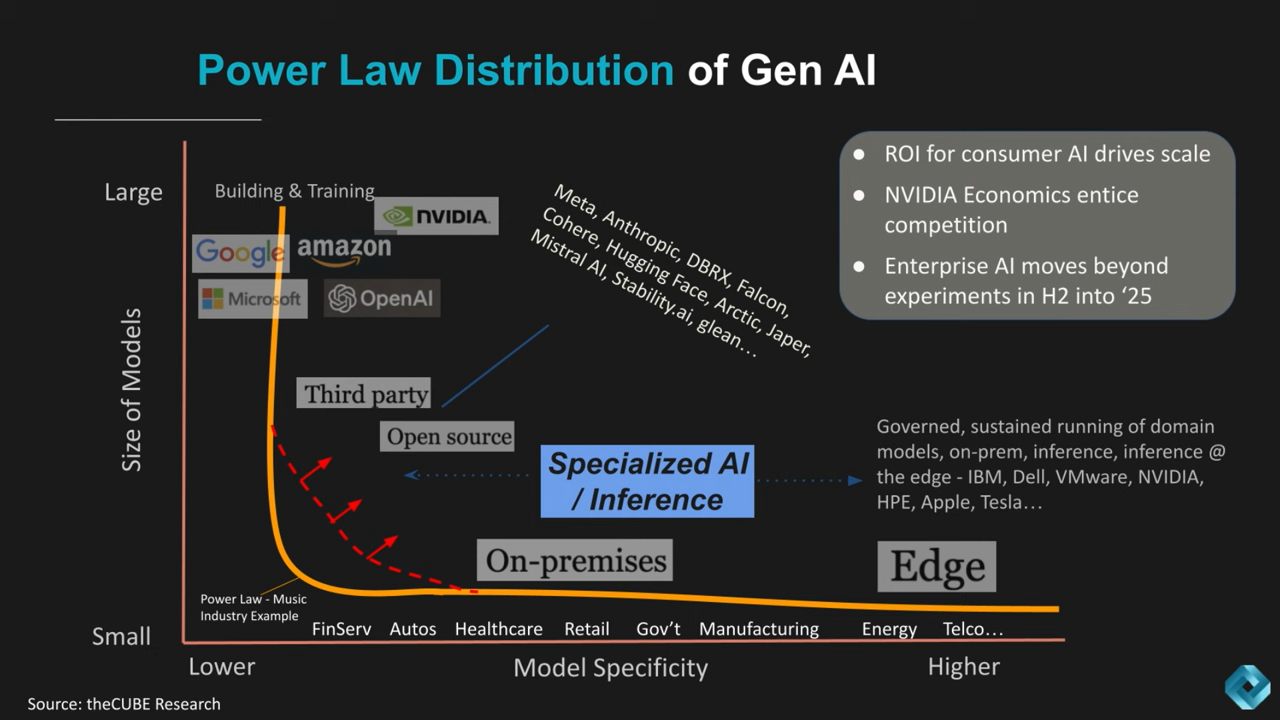 Power Law Distribution of Gen AI
ROI for consumer AI drives scale
NVIDIA Economics entice
competition
Enterprise AI moves beyond
experiments in H2 into ‘25
Large
Building & Training
NVIDIA.
Google
amazon
Microsoft
OpenAI
Meta, Anthropic, DBRX, Falcon,
Cohere, Hugging Face, Arctic, Japer,
Mistral AI, Stability.ai, glean…
Size of Models
Third party
Open source
Specialized AI
/ Inference
Governed, sustained running of domain
models, on-prem, inference, inference @
the edge - IBM, Dell, VMware, NVIDIA,
HPE, Apple, Tesla…
On-premises
Edge
Power Law - Music
Industry Example
FinServ Autos Healthcare Retail Gov’t Manufacturing Energy Telco…
Small
Lower
Model Specificity
Higher
Source: theCUBE Research